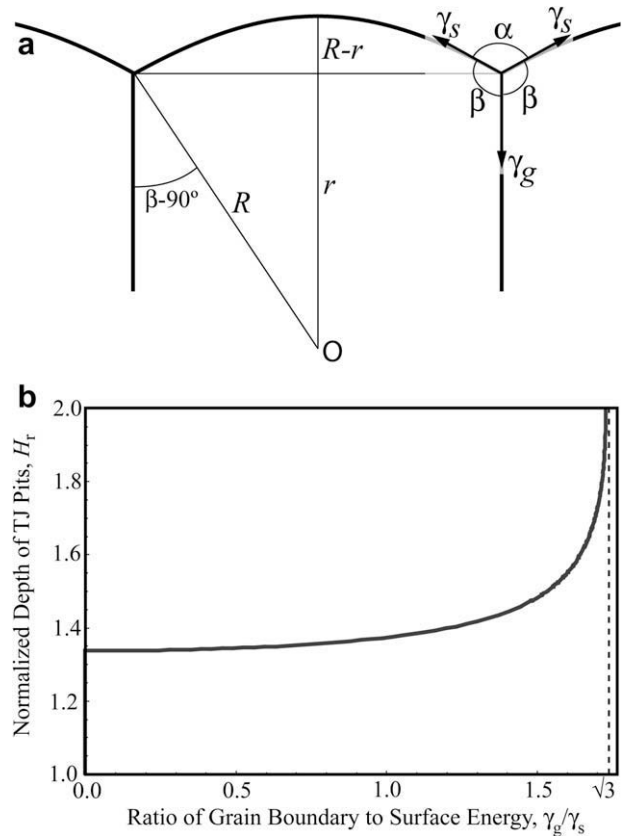 a
γs α γs
R-r
β β
γg
β-90º R r
O
b
2.0
1.8
1.6
1.4
1.2
1.0
Normalized Depth of TJ Pits, Hr
0.0 0.5 1.0 1.5 √3
Ratio of Grain Boundary to Surface Energy, γg/γs